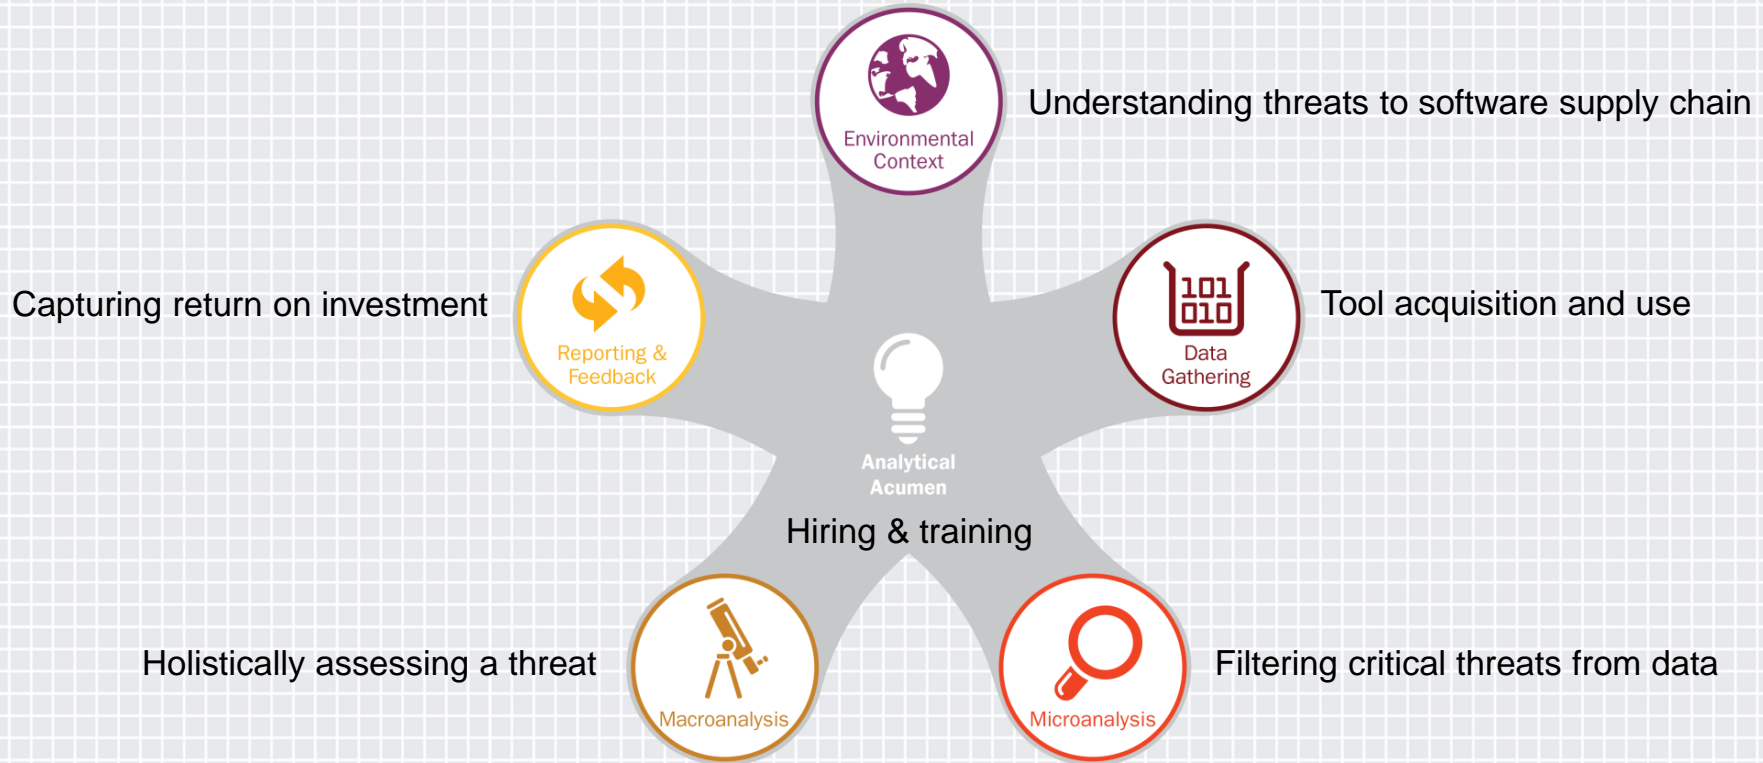 Environmental
Context
Understanding threats to software supply chain
Capturing return on investment
Reporting &
Feedback
101
010
Data
Gathering
Tool acquisition and use
Analytical
Acumen
Hiring & training
Holistically assessing a threat
Macroanalysis
Microanalysis
Filtering critical threats from data